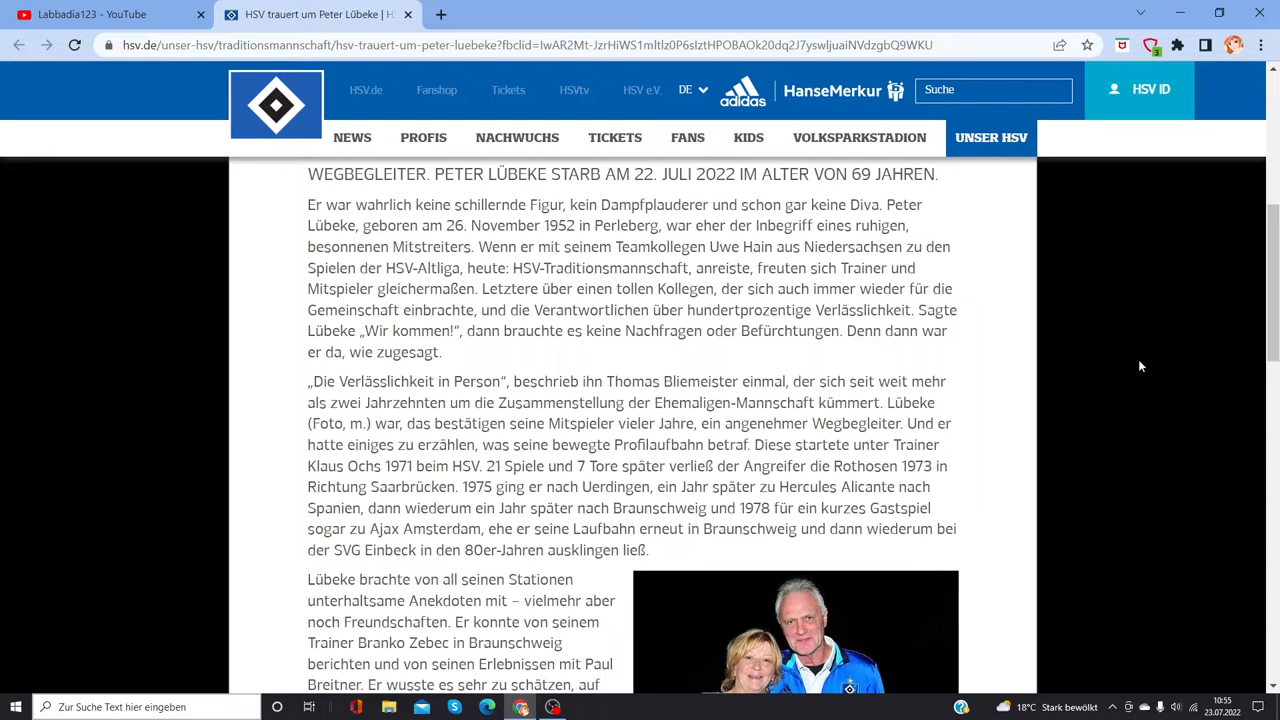 Labbadia123 - YouTube
HSV trauert um Peter Lübeke | H
hsv.de/unser-hsv/traditionsmannschaft/hsv-trauert-um-peter-luebeke?fbclid=IwAR2Mt-JzrHiWS1mltlz0P6sIztHPOBAOk20dq2J7yswljuaiNVdzgbQ9WKU
3
HSV.de Fanshop Tickets HSVtv HSV e.V. DE adidas HanseMerkur Suche HSV ID
NEWS PROFIS NACHWUCHS TICKETS FANS KIDS VOLKSPARKSTADION UNSER HSV
WEGBEGLEITER. PETER LÜBEKE STARB AM 22. JULI 2022 IM ALTER VON 69 JAHREN.
Er war wahrlich keine schillernde Figur, kein Dampfplauderer und schon gar keine Diva. Peter
Lübeke, geboren am 26. November 1952 in Perleberg, war eher der Inbegriff eines ruhigen,
besonnenen Mitstreiters. Wenn er mit seinem Teamkollegen Uwe Hain aus Niedersachsen zu den
Spielen der HSV-Altliga, heute: HSV-Traditionsmannschaft, anreiste, freuten sich Trainer und
Mitspieler gleichermaßen. Letztere über einen tollen Kollegen, der sich auch immer wieder für die
Gemeinschaft einbrachte, und die Verantwortlichen über hundertprozentige Verlässlichkeit. Sagte
Lübeke „Wir kommen!“, dann brauchte es keine Nachfragen oder Befürchtungen. Denn dann war
er da, wie zugesagt.
„Die Verlässlichkeit in Person“, beschrieb ihn Thomas Bliemeister einmal, der sich seit weit mehr
als zwei Jahrzehnten um die Zusammenstellung der Ehemaligen-Mannschaft kümmert. Lübeke
(Foto, m.) war, das bestätigen seine Mitspieler vieler Jahre, ein angenehmer Wegbegleiter. Und er
hatte einiges zu erzählen, was seine bewegte Profilaufbahn betraf. Diese startete unter Trainer
Klaus Ochs 1971 beim HSV. 21 Spiele und 7 Tore später verließ der Angreifer die Rothosen 1973 in
Richtung Saarbrücken. 1975 ging er nach Uerdingen, ein Jahr später zu Hercules Alicante nach
Spanien, dann wiederum ein Jahr später nach Braunschweig und 1978 für ein kurzes Gastspiel
sogar zu Ajax Amsterdam, ehe er seine Laufbahn erneut in Braunschweig und dann wiederum bei
der SVG Einbeck in den 80er-Jahren ausklingen ließ.
Lübeke brachte von all seinen Stationen
unterhaltsame Anekdoten mit – vielmehr aber
noch Freundschaften. Er konnte von seinem
Trainer Branko Zebec in Braunschweig
berichten und von seinen Erlebnissen mit Paul
Breitner. Er wusste es sehr zu schätzen, auf
Zur Suche Text hier eingeben
18°C Stark bewölkt
10:55
23.07.2022